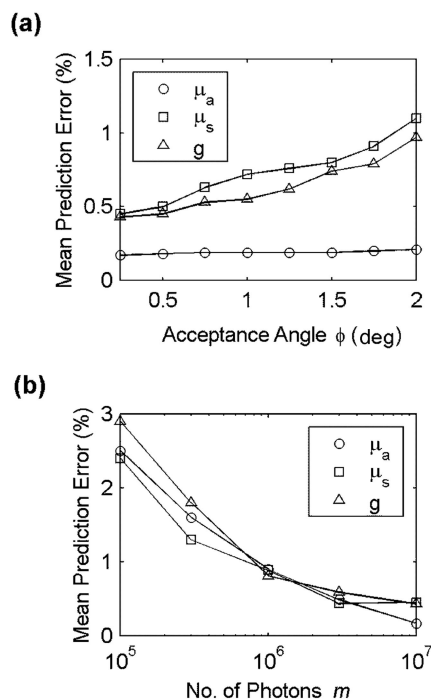 (a)
Mean Prediction Error (%)
1.5
1
0.5
0
μa
μs
g
0.5 1 1.5 2
Acceptance Angle ϕ (deg)
(b)
Mean Prediction Error (%)
3
2
1
0
μa
μs
g
10^5 10^6 10^7
No. of Photons m